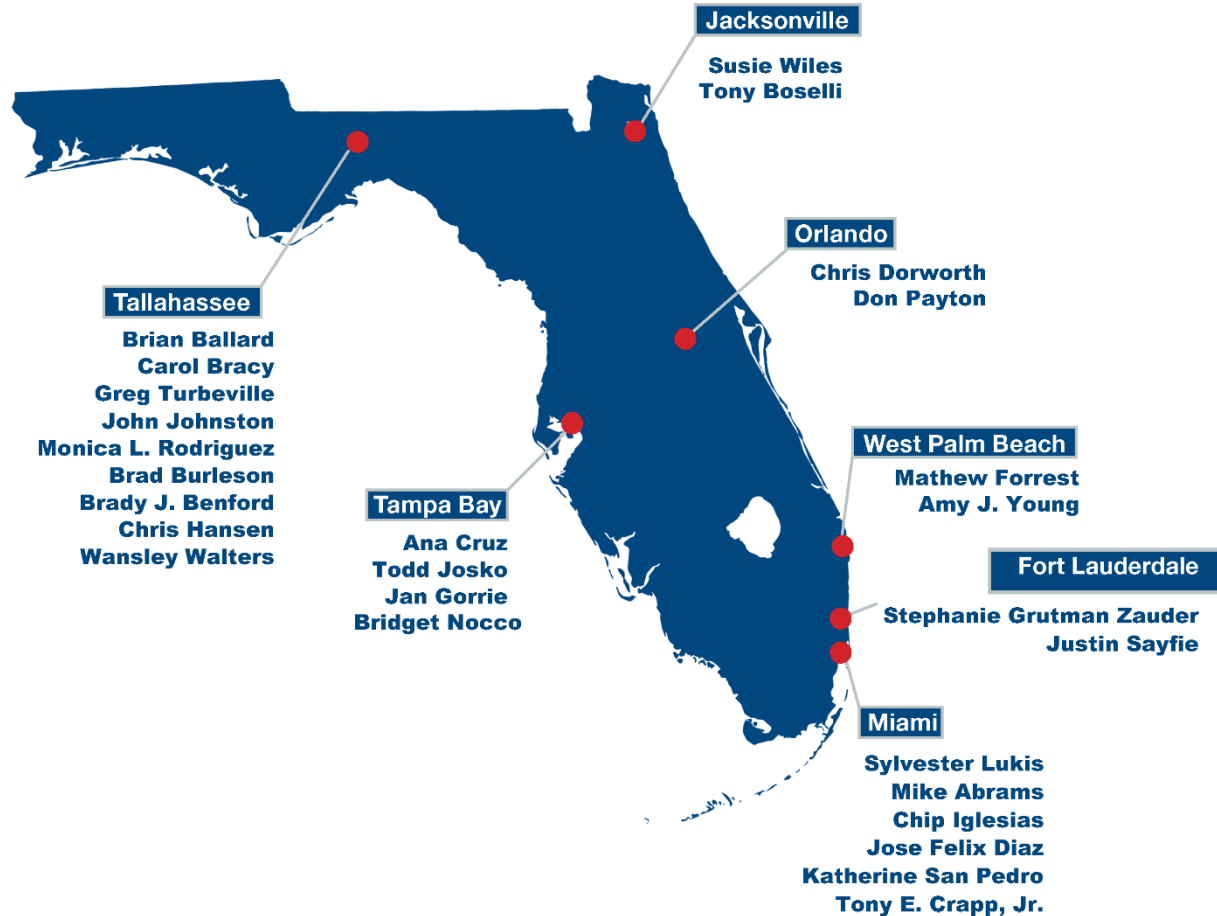 Jacksonville
Susie Wiles
Tony Boselli
Orlando
Chris Dorworth
Don Payton
Tallahassee
Brian Ballard
Carol Bracy
Greg Turbeville
John Johnston
Monica L. Rodriguez
Brad Burleson
Brady J. Benford
Chris Hansen
Wansley Walters
Tampa Bay
Ana Cruz
Todd Josko
Jan Gorrie
Bridget Nocco
West Palm Beach
Mathew Forrest
Amy J. Young
Fort Lauderdale
Stephanie Grutman Zauder
Justin Sayfie
Miami
Sylvester Lukis
Mike Abrams
Chip Iglesias
Jose Felix Diaz
Katherine San Pedro
Tony E. Crapp, Jr.